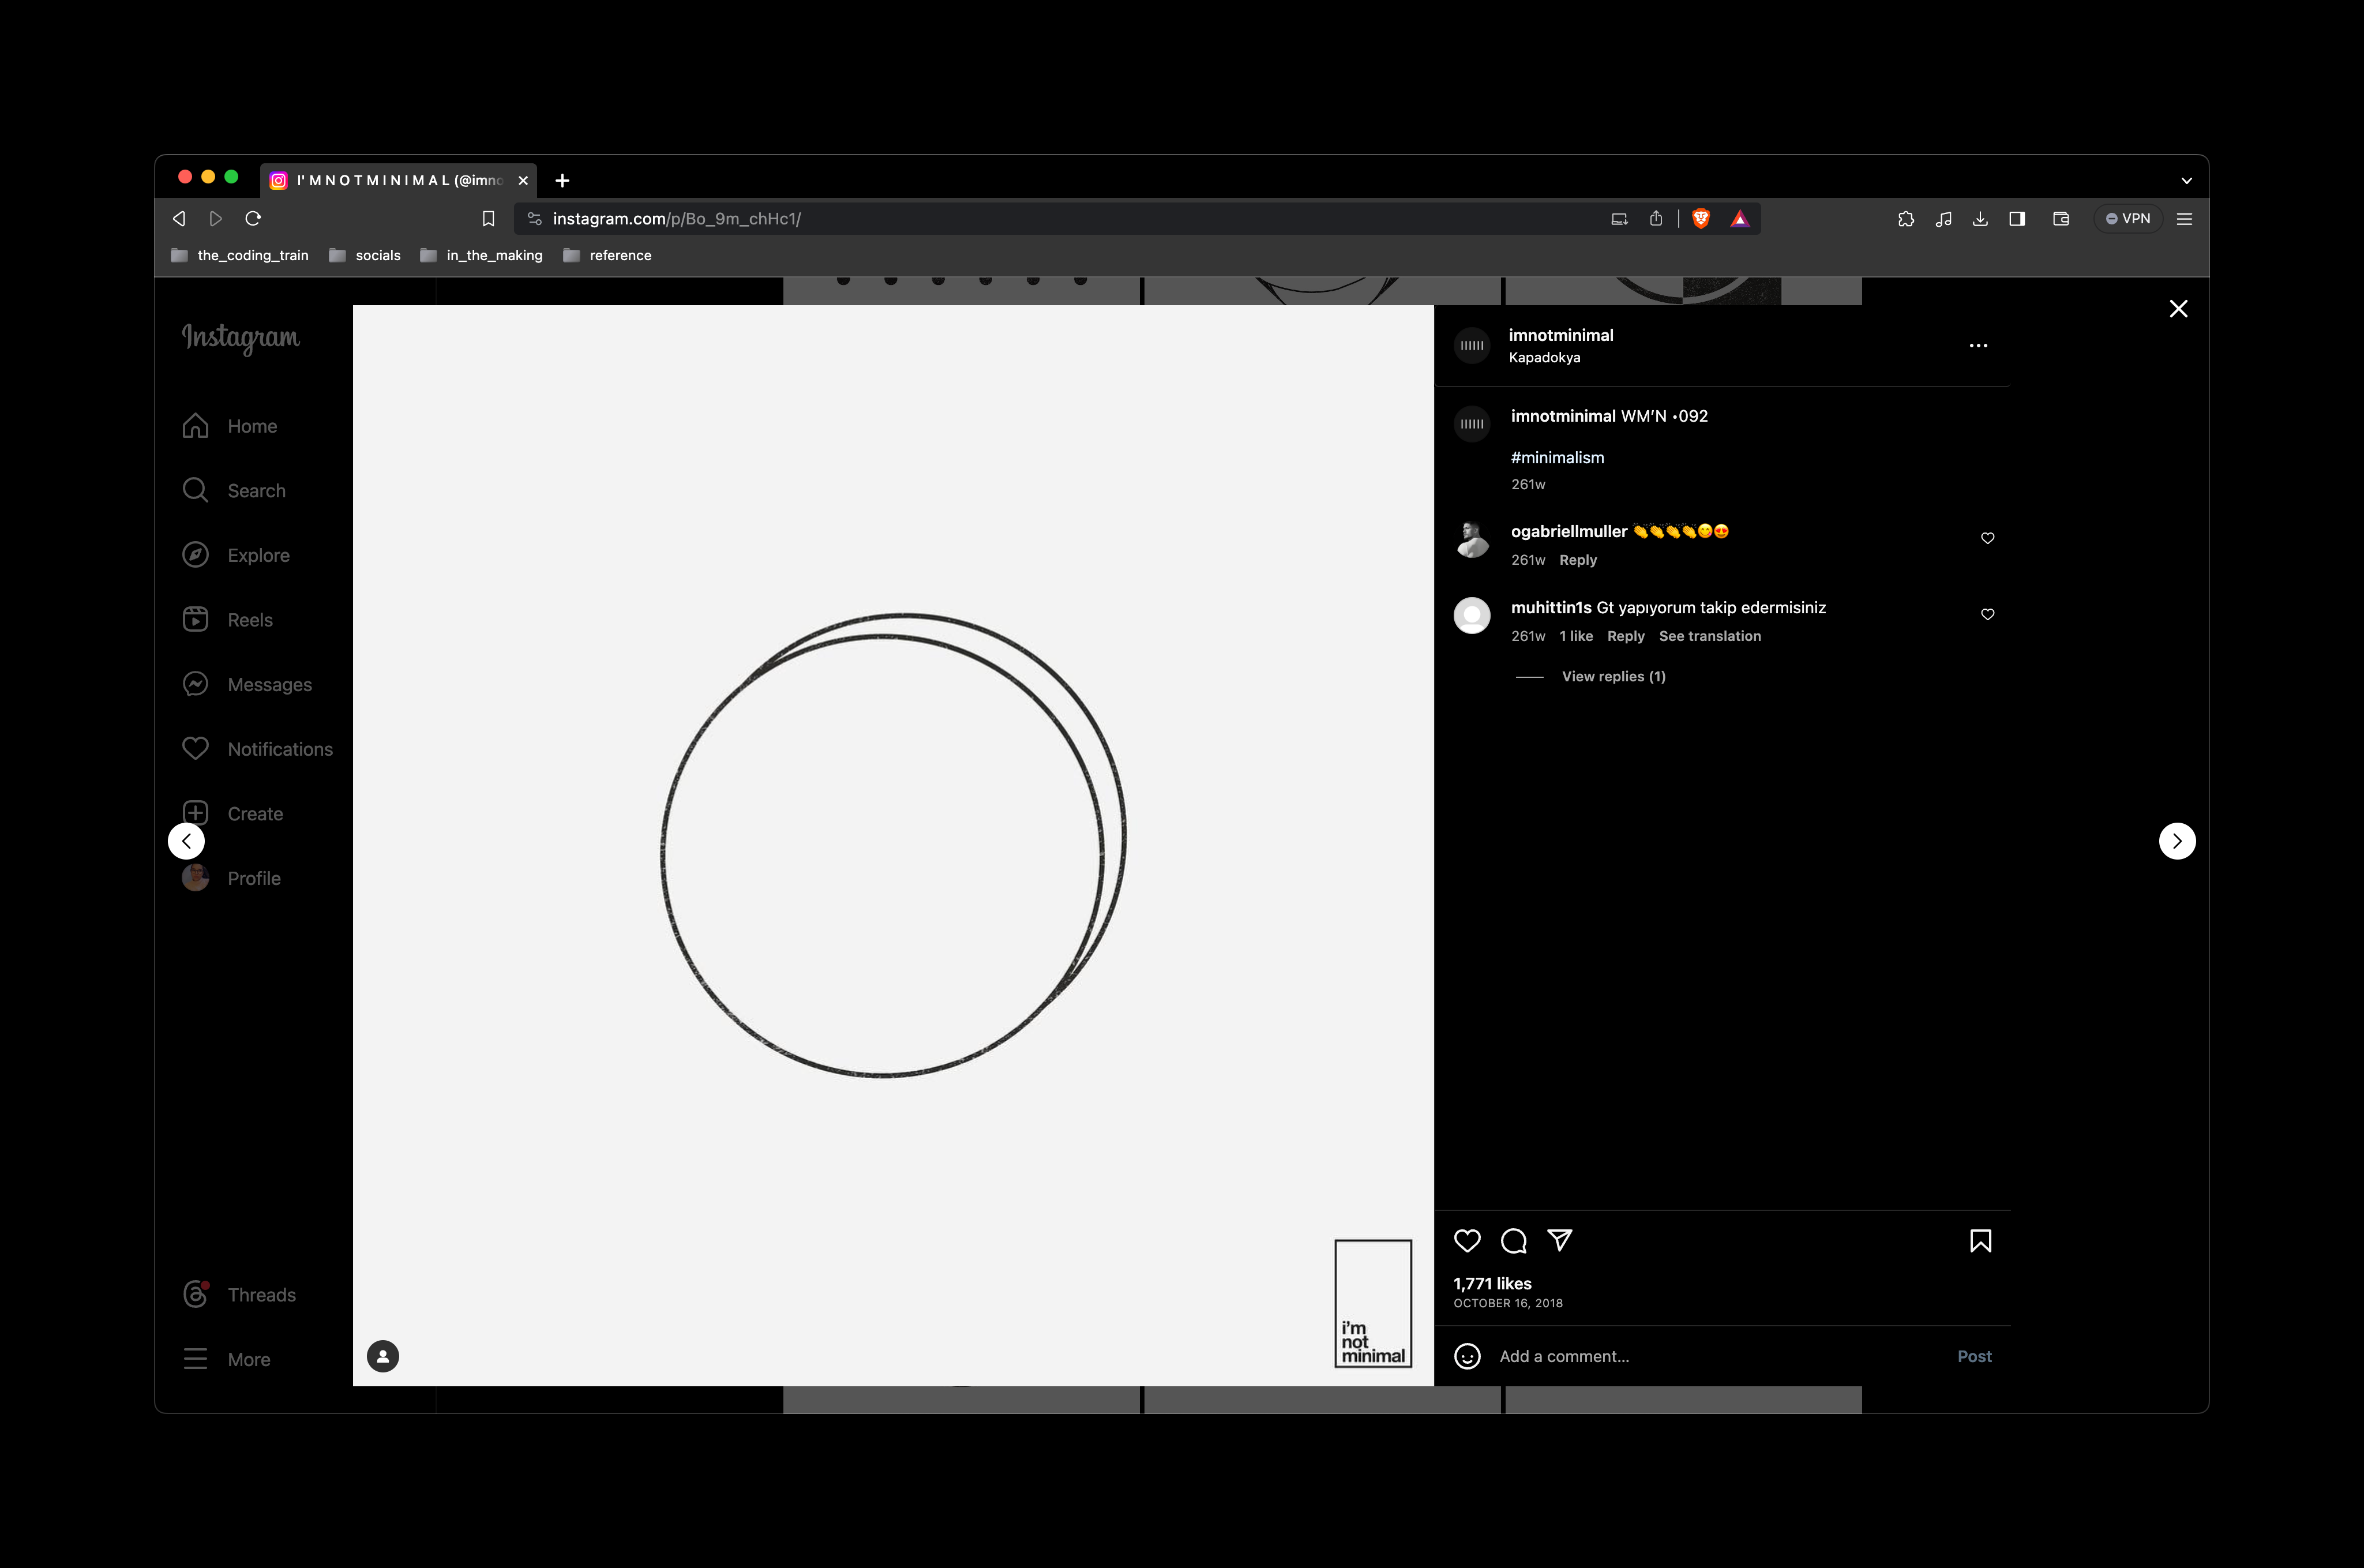 I' M N O T M I N I M A L (@imno
instagram.com/p/Bo_9m_chHc1/
VPN
the_coding_train
socials
in_the_making
reference
Instagram
Home
Search
Explore
Reels
Messages
Notifications
Create
Profile
Threads
More
i'm
not
minimal
imnotminimal
Kapadokya
imnotminimal WM’N •092
#minimalism
261w
ogabriellmuller 👏👏👏👏😋😍
261w Reply
muhittin1s Gt yapıyorum takip edermisiniz
261w 1 like Reply See translation
View replies (1)
1,771 likes
OCTOBER 16, 2018
Add a comment...
Post